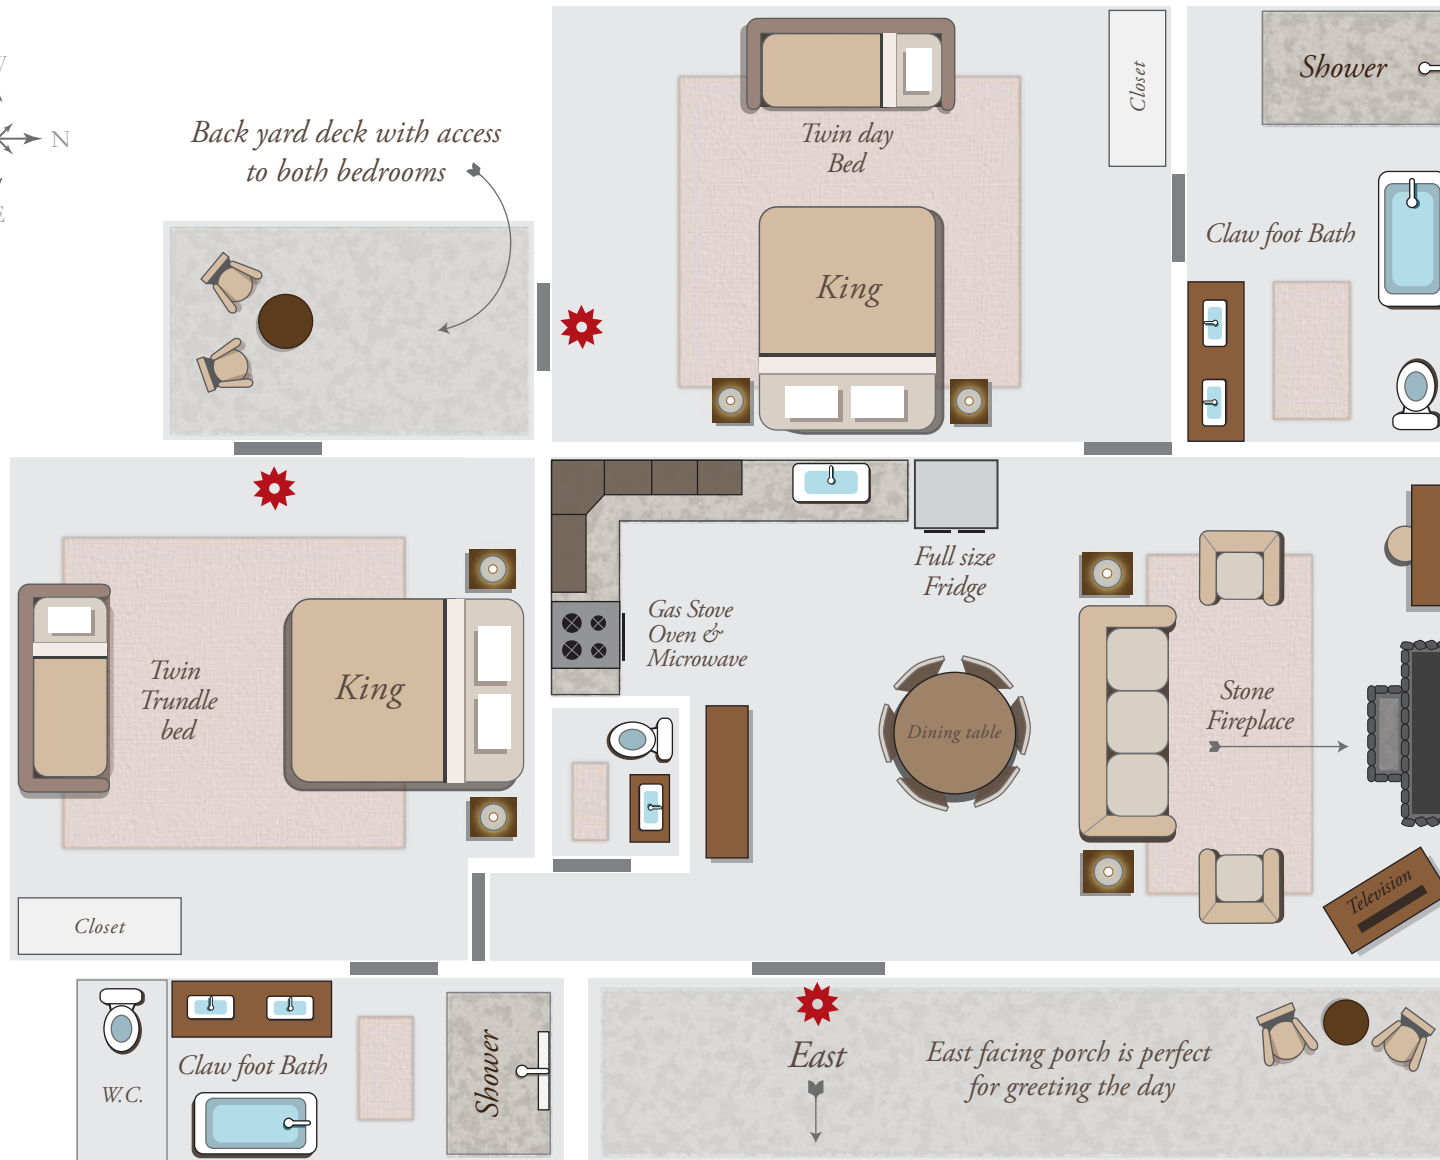 N
E
Back yard deck with access
to both bedrooms
Twin day
Bed
King
Closet
Shower
Claw foot Bath
Twin
Trundle
bed
King
Closet
Full size
Fridge
Gas Stove
Oven &
Microwave
Dining table
Stone
Fireplace
Television
W.C.
Claw foot Bath
Shower
East
East facing porch is perfect
for greeting the day